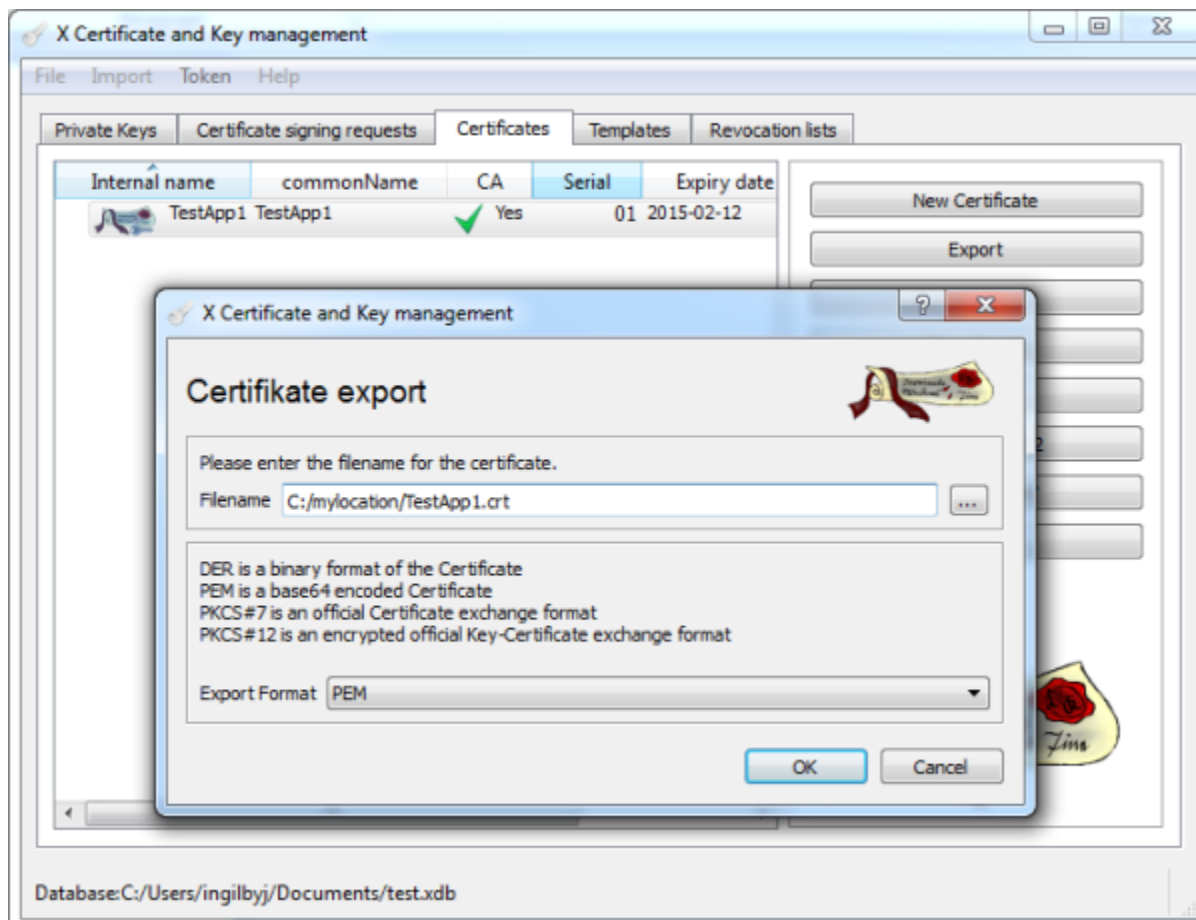 X Certificate and Key management
File Import Token Help
Private Keys Certificate signing requests Certificates Templates Revocation lists
Internal name commonName CA Serial Expiry date
TestApp1 TestApp1 Yes 01 2015-02-12
New Certificate
Export
X Certificate and Key management
Certifikate export
Please enter the filename for the certificate.
Filename C:/mylocation/TestApp1.crt ...
DER is a binary format of the Certificate
PEM is a base64 encoded Certificate
PKCS#7 is an official Certificate exchange format
PKCS#12 is an encrypted official Key-Certificate exchange format
Export Format PEM
OK Cancel
Database:C:/Users/ingilbyj/Documents/test.xdb